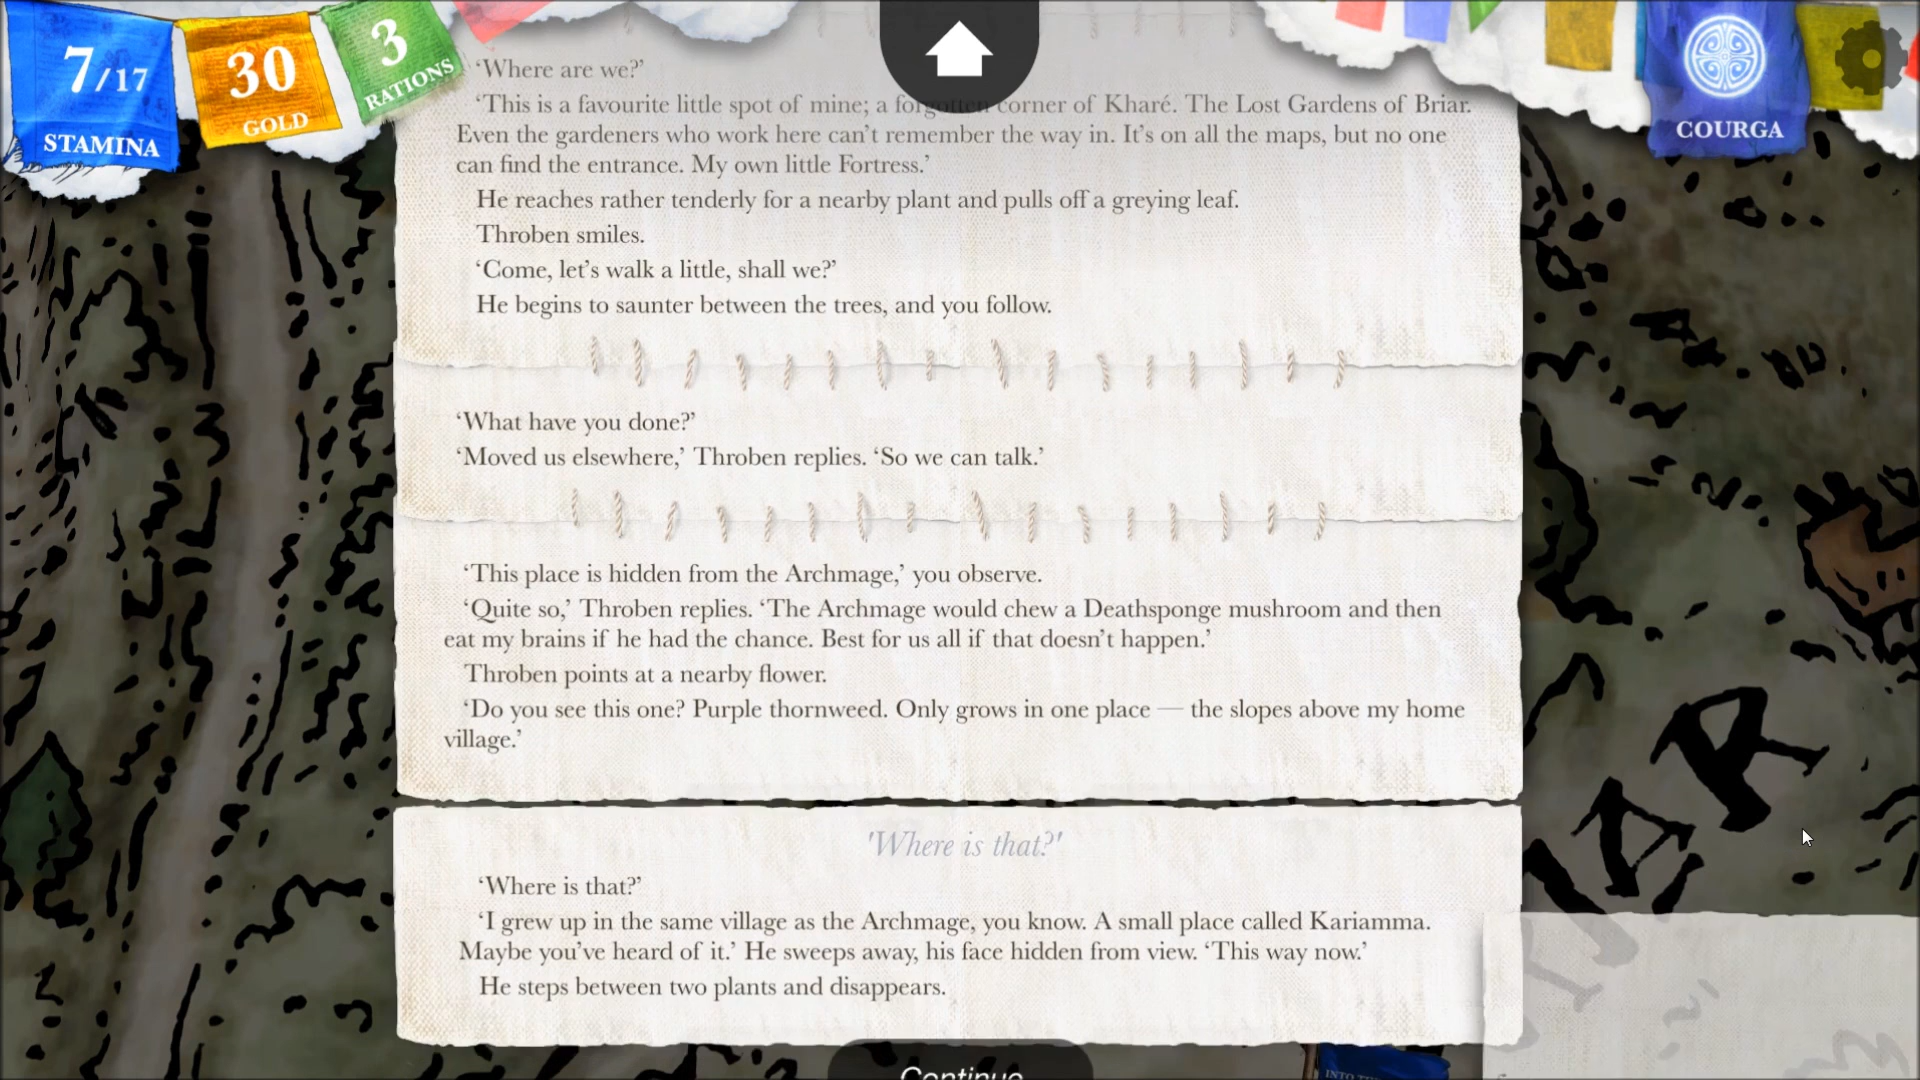 7/17
STAMINA
30
GOLD
3
RATIONS
COURGA
‘Where are we?’
‘This is a favourite little spot of mine; a forgotten corner of Kharé. The Lost Gardens of Briar.
Even the gardeners who work here can’t remember the way in. It’s on all the maps, but no one
can find the entrance. My own little Fortress.’
He reaches rather tenderly for a nearby plant and pulls off a greying leaf.
Throben smiles.
‘Come, let’s walk a little, shall we?’
He begins to saunter between the trees, and you follow.
‘What have you done?’
‘Moved us elsewhere,’ Throben replies. ‘So we can talk.’
‘This place is hidden from the Archmage,’ you observe.
‘Quite so,’ Throben replies. ‘The Archmage would chew a Deathsponge mushroom and then
eat my brains if he had the chance. Best for us all if that doesn’t happen.’
Throben points at a nearby flower.
‘Do you see this one? Purple thornweed. Only grows in one place — the slopes above my home
village.’
'Where is that?'
‘Where is that?’
‘I grew up in the same village as the Archmage, you know. A small place called Kariamma.
Maybe you’ve heard of it.’ He sweeps away, his face hidden from view. ‘This way now.’
He steps between two plants and disappears.
Continue
IAR
INTO